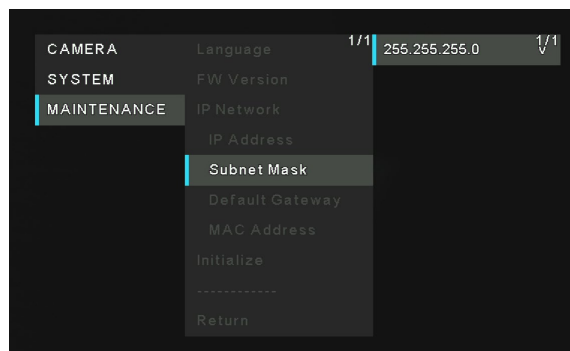 CAMERA
SYSTEM
MAINTENANCE
Language 1/1
FW Version
IP Network
IP Address
Subnet Mask
Default Gateway
MAC Address
Initialize
------------
Return
255.255.255.0 1/1
v